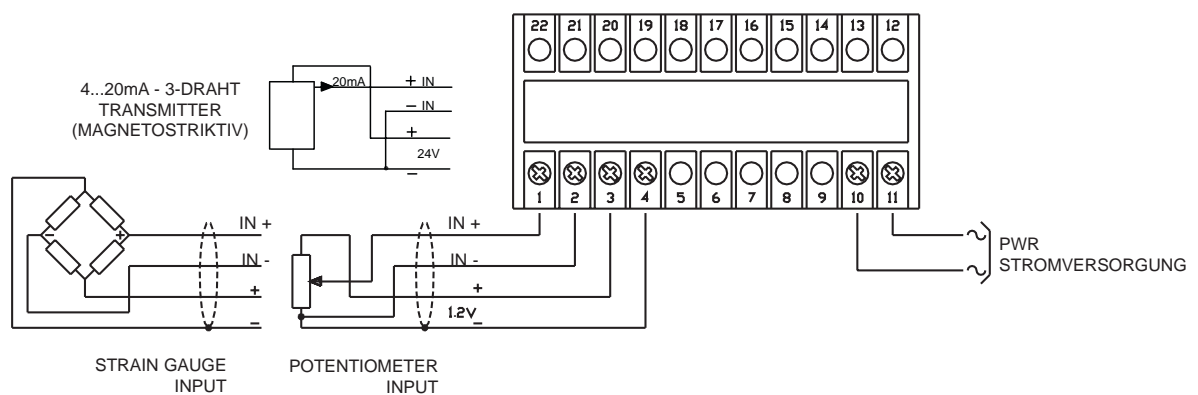 22 21 20 19 18 17 16 15 14 13 12
4...20mA - 3-DRAHT
TRANSMITTER
(MAGNETOSTRIKTIV)
20mA
+ IN
− IN
+
24V
−
1 2 3 4 5 6 7 8 9 10 11
− +
IN +
IN -
+
−
IN +
IN -
+
1.2V
−
PWR
STROMVERSORGUNG
STRAIN GAUGE
INPUT
POTENTIOMETER
INPUT